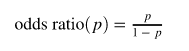 odds ratio(p) = p / 1 − p